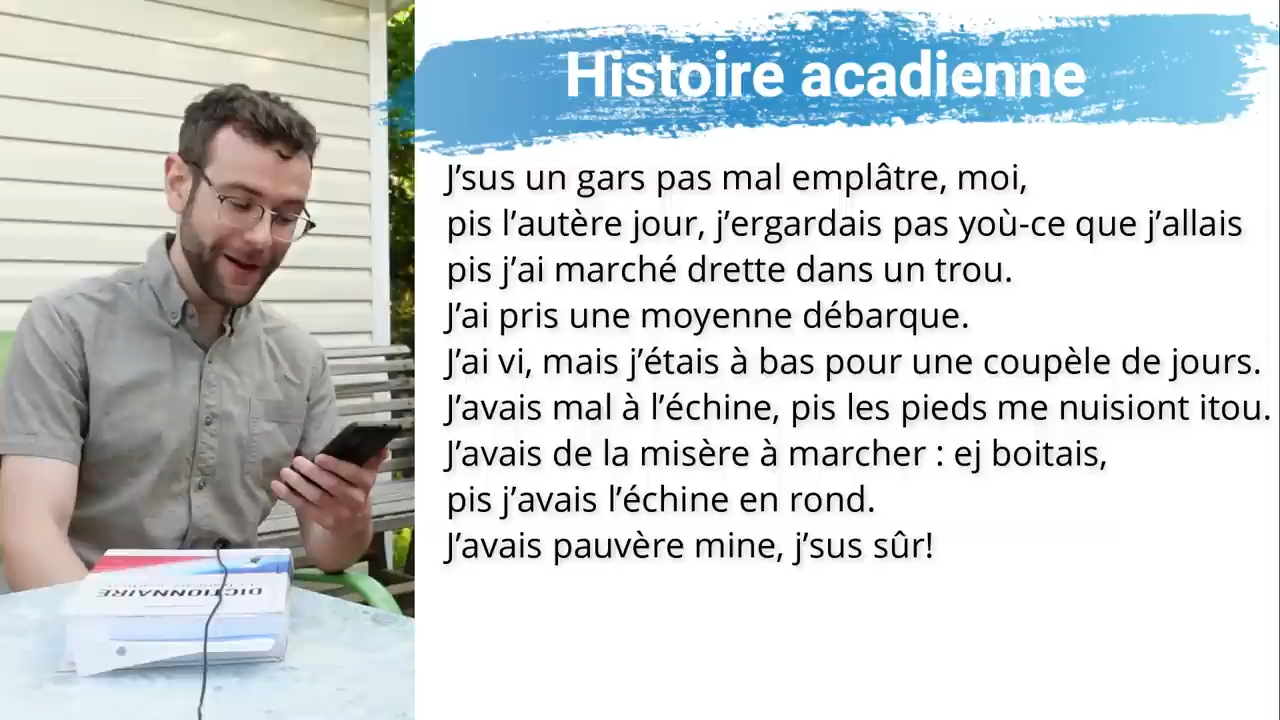 Histoire acadienne
J'sus un gars pas mal emplâtre, moi,
pis l'autère jour, j'ergardais pas yoù-ce que j'allais
pis j'ai marché drette dans un trou.
J'ai pris une moyenne débarque.
J'ai vi, mais j'étais à bas pour une coupèle de jours.
J'avais mal à l'échine, pis les pieds me nuisiont itou.
J'avais de la misère à marcher : ej boitais,
pis j'avais l'échine en rond.
J'avais pauvère mine, j'sus sûr!
DICTIONNAIRE